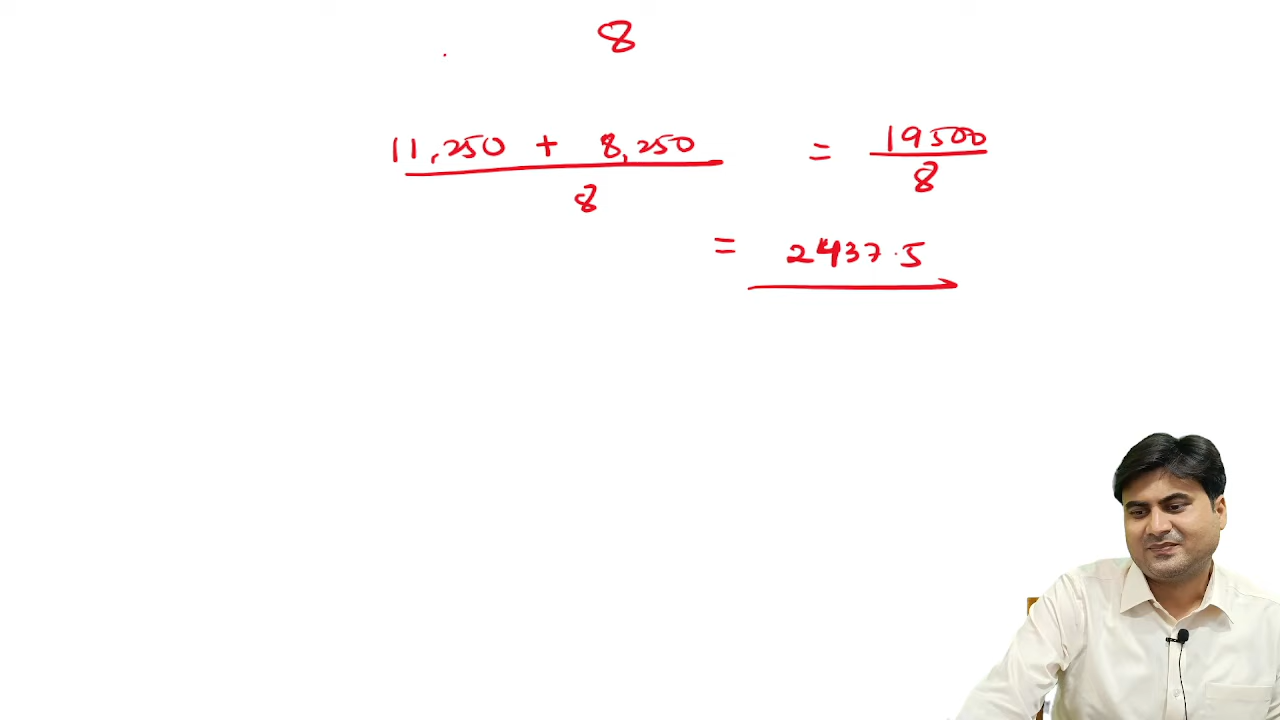 8
11,250 + 8,250 = 19500
8 8
= 2437.5